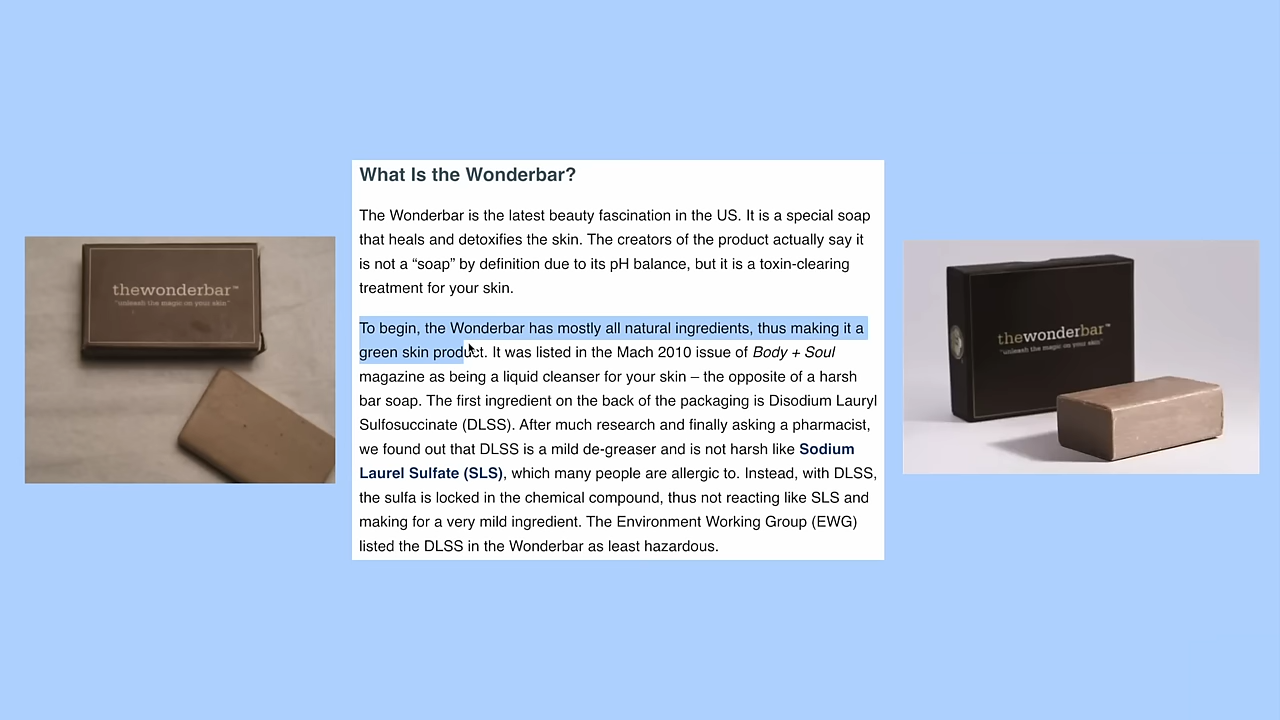 What Is the Wonderbar?
The Wonderbar is the latest beauty fascination in the US. It is a special soap
that heals and detoxifies the skin. The creators of the product actually say it
is not a “soap” by definition due to its pH balance, but it is a toxin-clearing
treatment for your skin.
To begin, the Wonderbar has mostly all natural ingredients, thus making it a
green skin product. It was listed in the Mach 2010 issue of Body + Soul
magazine as being a liquid cleanser for your skin – the opposite of a harsh
bar soap. The first ingredient on the back of the packaging is Disodium Lauryl
Sulfosuccinate (DLSS). After much research and finally asking a pharmacist,
we found out that DLSS is a mild de-greaser and is not harsh like Sodium
Laurel Sulfate (SLS), which many people are allergic to. Instead, with DLSS,
the sulfa is locked in the chemical compound, thus not reacting like SLS and
making for a very mild ingredient. The Environment Working Group (EWG)
listed the DLSS in the Wonderbar as least hazardous.
thewonderbar™
"unleash the magic on your skin"
thewonderbar™
"unleash the magic on your skin"